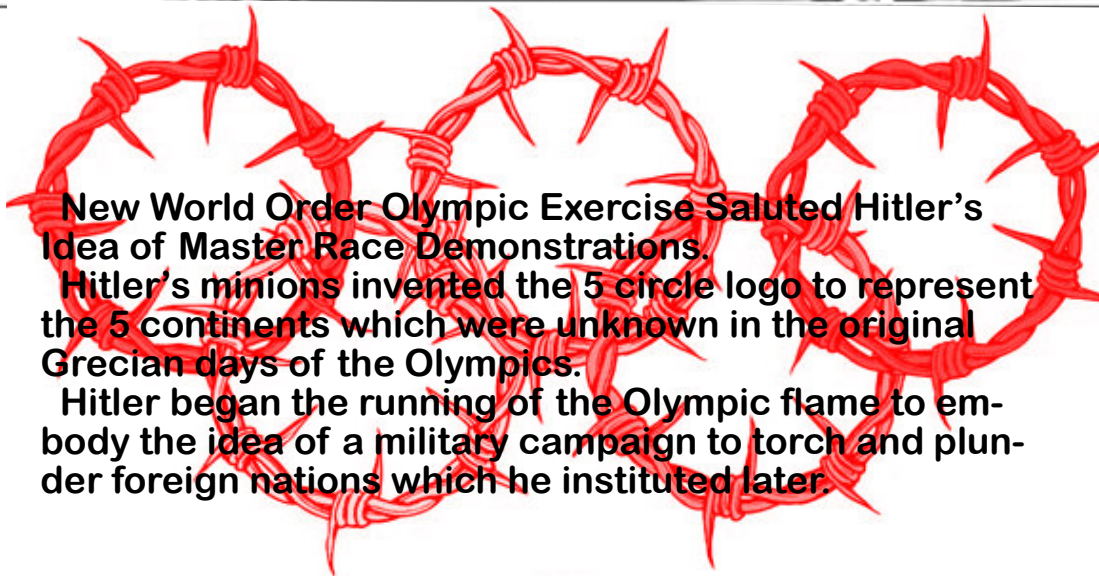 New World Order Olympic Exercise Saluted Hitler’s
Idea of Master Race Demonstrations.
Hitler’s minions invented the 5 circle logo to represent
the 5 continents which were unknown in the original
Grecian days of the Olympics.
Hitler began the running of the Olympic flame to em-
body the idea of a military campaign to torch and plun-
der foreign nations which he instituted later.